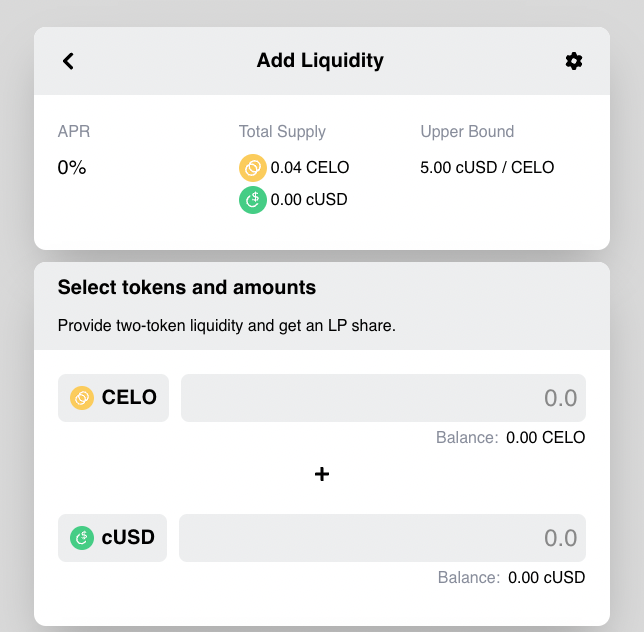 Add Liquidity
APR
Total Supply
Upper Bound
0%
0.04 CELO
5.00 cUSD / CELO
0.00 cUSD
Select tokens and amounts
Provide two-token liquidity and get an LP share.
CELO
0.0
Balance: 0.00 CELO
+
cUSD
0.0
Balance: 0.00 cUSD